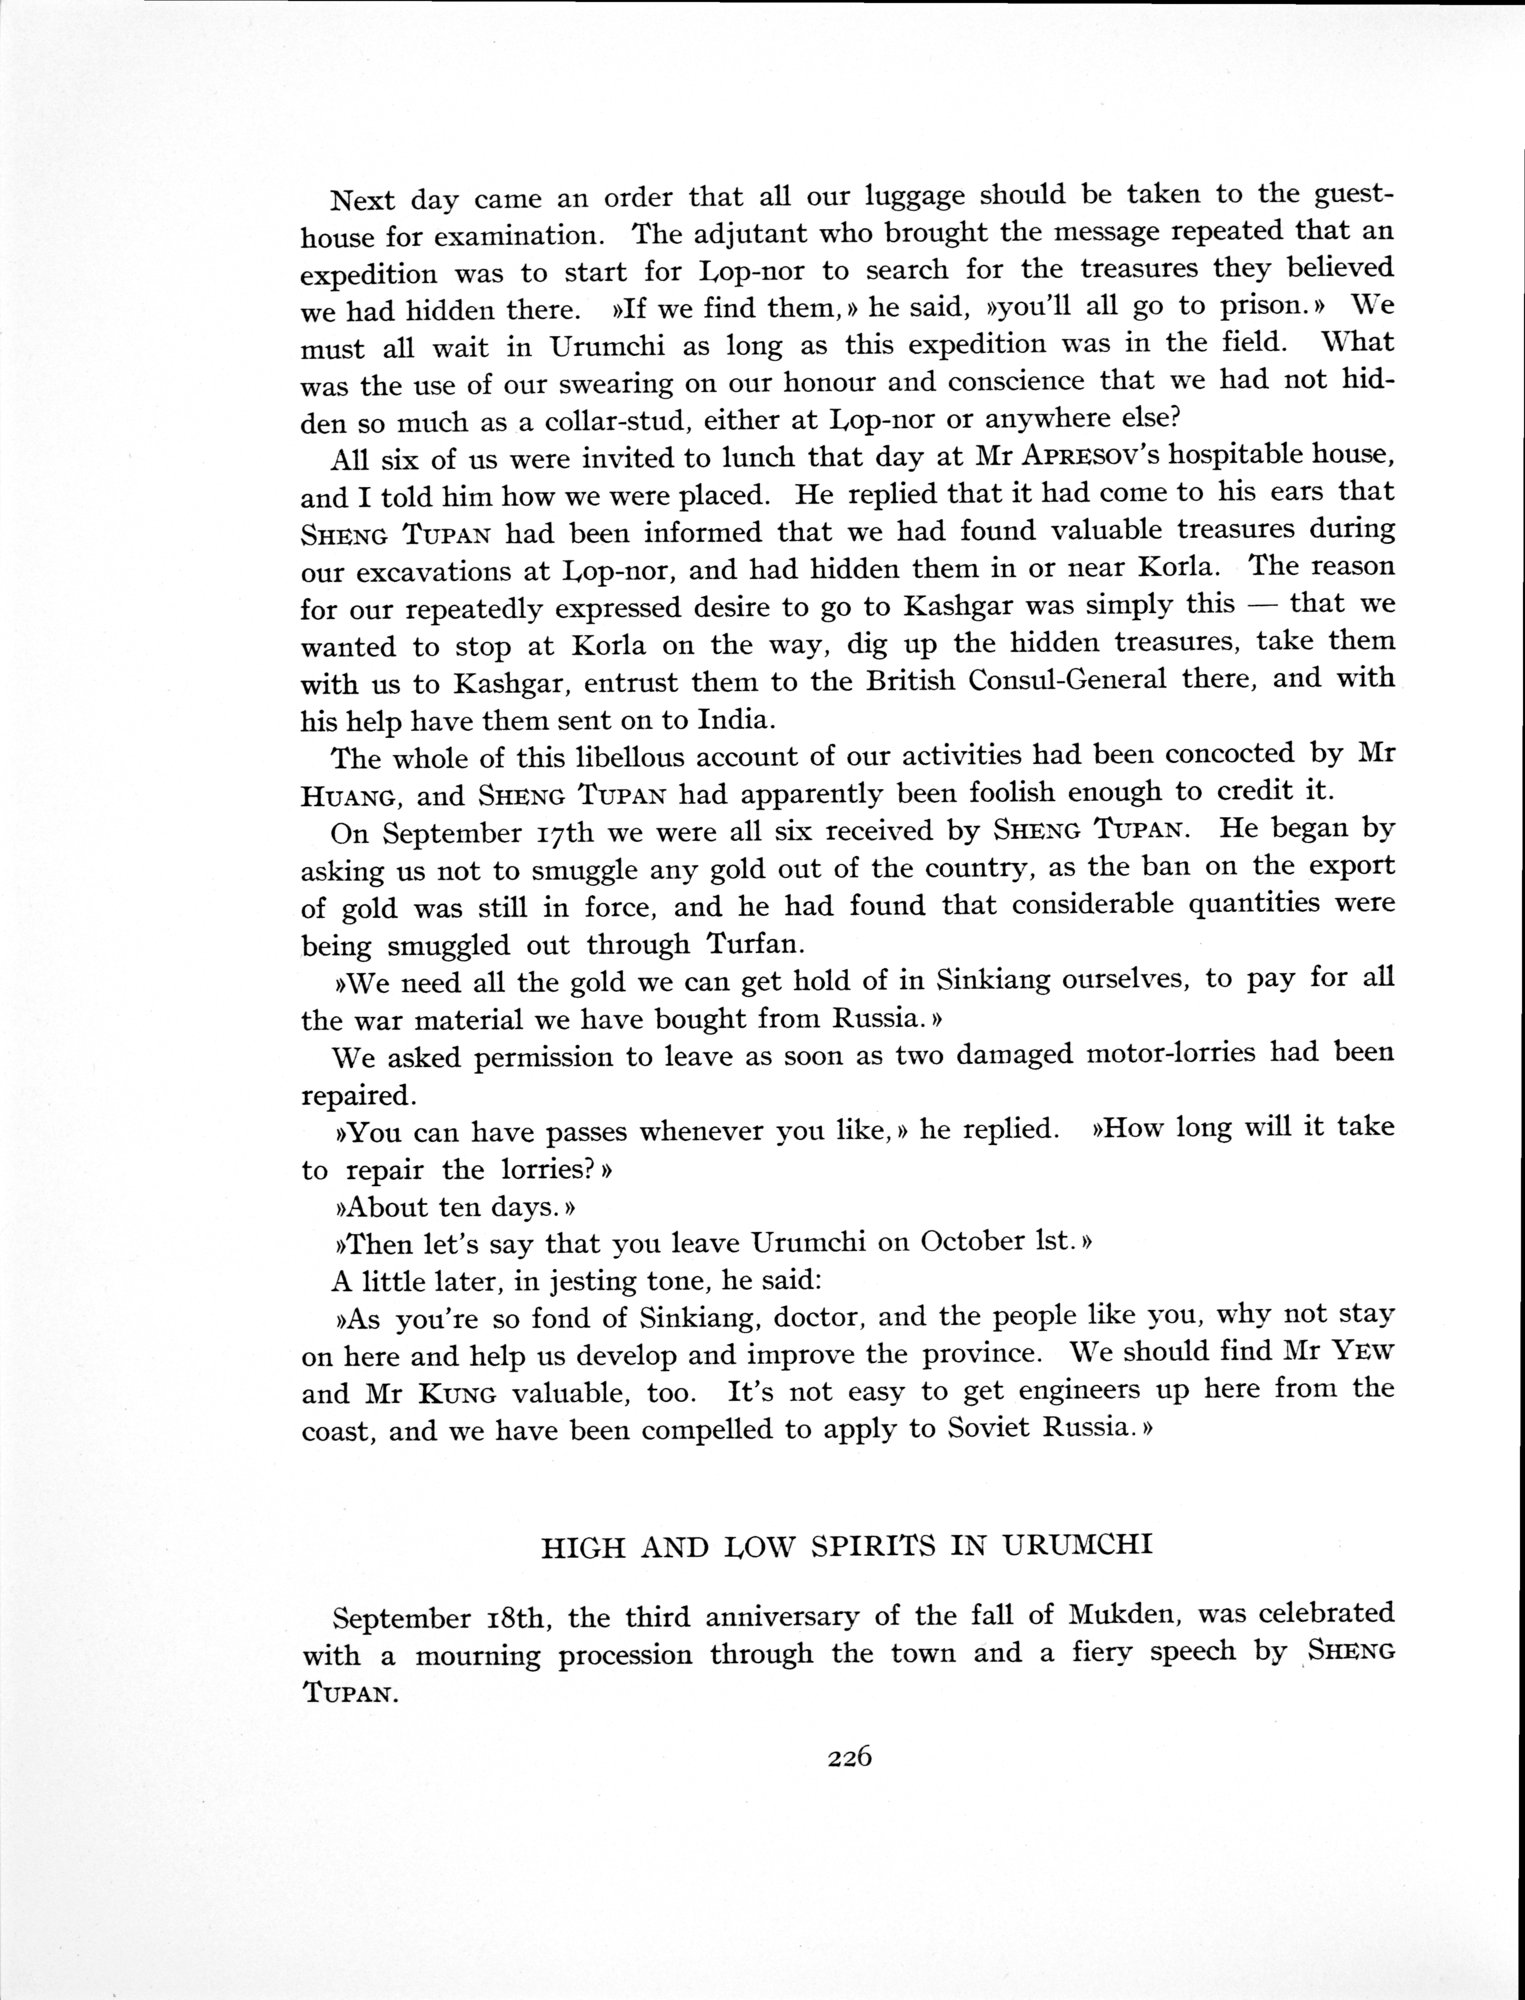 Next day came an order that all our luggage should be taken to the guest-
house for examination. The adjutant who brought the message repeated that an
expedition was to start for Lop-nor to search for the treasures they believed
we had hidden there. »If we find them,» he said, »you'll all go to prison.» We
must all wait in Urumchi as long as this expedition was in the field. What
was the use of our swearing on our honour and conscience that we had not hid-
den so much as a collar-stud, either at Lop-nor or anywhere else?
All six of us were invited to lunch that day at Mr APRESOV's hospitable house,
and I told him how we were placed. He replied that it had come to his ears that
SHENG TUPAN had been informed that we had found valuable treasures during
our excavations at Lop-nor, and had hidden them in or near Korla. The reason
for our repeatedly expressed desire to go to Kashgar was simply this — that we
wanted to stop at Korla on the way, dig up the hidden treasures, take them
with us to Kashgar, entrust them to the British Consul-General there, and with
his help have them sent on to India.
The whole of this libellous account of our activities had been concocted by Mr
HUANG, and SHENG TUPAN had apparently been foolish enough to credit it.
On September 17th we were all six received by SHENG TUPAN. He began by
asking us not to smuggle any gold out of the country, as the ban on the export
of gold was still in force, and he had found that considerable quantities were
being smuggled out through Turfan.
»We need all the gold we can get hold of in Sinkiang ourselves, to pay for all
the war material we have bought from Russia.»
We asked permission to leave as soon as two damaged motor-lorries had been
repaired.
»You can have passes whenever you like,» he replied. »How long will it take
to repair the lorries?»
»About ten days.»
»Then let's say that you leave Urumchi on October 1st.»
A little later, in jesting tone, he said:
»As you're so fond of Sinkiang, doctor, and the people like you, why not stay
on here and help us develop and improve the province. We should find Mr YEW
and Mr KUNG valuable, too. It's not easy to get engineers up here from the
coast, and we have been compelled to apply to Soviet Russia.»
HIGH AND LOW SPIRITS IN URUMCHI
September 18th, the third anniversary of the fall of Mukden, was celebrated
with a mourning procession through the town and a fiery speech by SHENG
TUPAN.
226